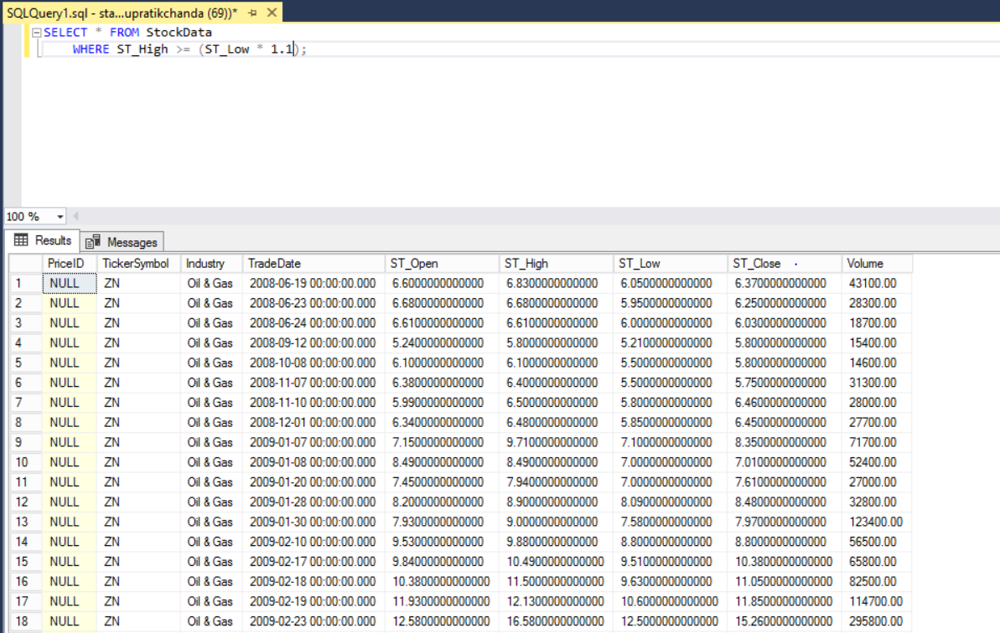 SQLQuery1.sql - sta...upratikchanda (69))*
SELECT * FROM StockData
WHERE ST_High >= (ST_Low * 1.1);
100 %
Results Messages
PriceID TickerSymbol Industry TradeDate ST_Open ST_High ST_Low ST_Close Volume
1 NULL ZN Oil & Gas 2008-06-19 00:00:00.000 6.6000000000000 6.8300000000000 6.0500000000000 6.3700000000000 43100.00
2 NULL ZN Oil & Gas 2008-06-23 00:00:00.000 6.6800000000000 6.6800000000000 5.9500000000000 6.2500000000000 28300.00
3 NULL ZN Oil & Gas 2008-06-24 00:00:00.000 6.6100000000000 6.6100000000000 6.0000000000000 6.0300000000000 18700.00
4 NULL ZN Oil & Gas 2008-09-12 00:00:00.000 5.2400000000000 5.8000000000000 5.2100000000000 5.8000000000000 15400.00
5 NULL ZN Oil & Gas 2008-10-08 00:00:00.000 6.1000000000000 6.1000000000000 5.5000000000000 5.8000000000000 14600.00
6 NULL ZN Oil & Gas 2008-11-07 00:00:00.000 6.3800000000000 6.4000000000000 5.5000000000000 5.7500000000000 31300.00
7 NULL ZN Oil & Gas 2008-11-10 00:00:00.000 5.9900000000000 6.5000000000000 5.8000000000000 6.4600000000000 28000.00
8 NULL ZN Oil & Gas 2008-12-01 00:00:00.000 6.3400000000000 6.4800000000000 5.8500000000000 6.4500000000000 27700.00
9 NULL ZN Oil & Gas 2009-01-07 00:00:00.000 7.1500000000000 9.7100000000000 7.1000000000000 8.3500000000000 71700.00
10 NULL ZN Oil & Gas 2009-01-08 00:00:00.000 8.4900000000000 8.4900000000000 7.0000000000000 7.0100000000000 52400.00
11 NULL ZN Oil & Gas 2009-01-20 00:00:00.000 7.4500000000000 7.9400000000000 7.0000000000000 7.6100000000000 27000.00
12 NULL ZN Oil & Gas 2009-01-28 00:00:00.000 8.2000000000000 8.9000000000000 8.0900000000000 8.4800000000000 32800.00
13 NULL ZN Oil & Gas 2009-01-30 00:00:00.000 7.9300000000000 9.0000000000000 7.5800000000000 7.9700000000000 123400.00
14 NULL ZN Oil & Gas 2009-02-10 00:00:00.000 9.5300000000000 9.8800000000000 8.8000000000000 8.8000000000000 56500.00
15 NULL ZN Oil & Gas 2009-02-17 00:00:00.000 9.8400000000000 10.4900000000000 9.5100000000000 10.3800000000000 65800.00
16 NULL ZN Oil & Gas 2009-02-18 00:00:00.000 10.3800000000000 11.5000000000000 9.6300000000000 11.0500000000000 82500.00
17 NULL ZN Oil & Gas 2009-02-19 00:00:00.000 11.9300000000000 12.1300000000000 10.6000000000000 11.8500000000000 114700.00
18 NULL ZN Oil & Gas 2009-02-23 00:00:00.000 12.5800000000000 16.5800000000000 12.5000000000000 15.2600000000000 295800.00